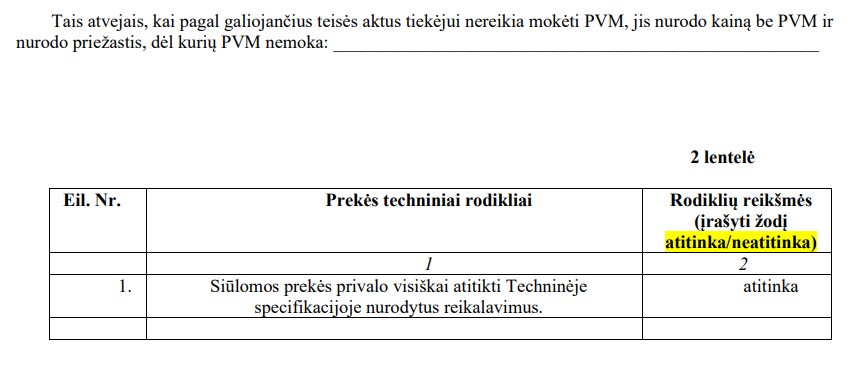 Tais atvejais, kai pagal galiojančius teisės aktus tiekėjui nereikia mokėti PVM, jis nurodo kainą be PVM ir
nurodo priežastis, dėl kurių PVM nemoka: ____________________________________________________
2 lentelė
Eil. Nr. Prekės techniniai rodikliai Rodiklių reikšmės
(įrašyti žodį
atitinka/neatitinka)
1 2
1. Siūlomos prekės privalo visiškai atitikti Techninėje atitinka
specifikacijoje nurodytus reikalavimus.